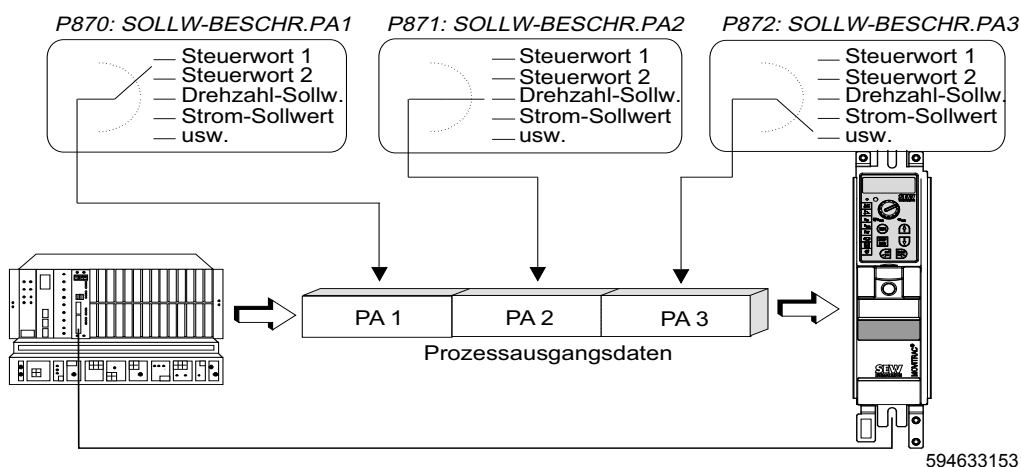 P870: SOLLW-BESCHR.PA1
Steuerwort 1
Steuerwort 2
Drehzahl-Sollw.
Strom-Sollwert
usw.
P871: SOLLW-BESCHR.PA2
Steuerwort 1
Steuerwort 2
Drehzahl-Sollw.
Strom-Sollwert
usw.
P872: SOLLW-BESCHR.PA3
Steuerwort 1
Steuerwort 2
Drehzahl-Sollw.
Strom-Sollwert
usw.
PA 1
PA 2
PA 3
Prozessausgangsdaten
SEW
SEW
MOVITRAC®
594633153